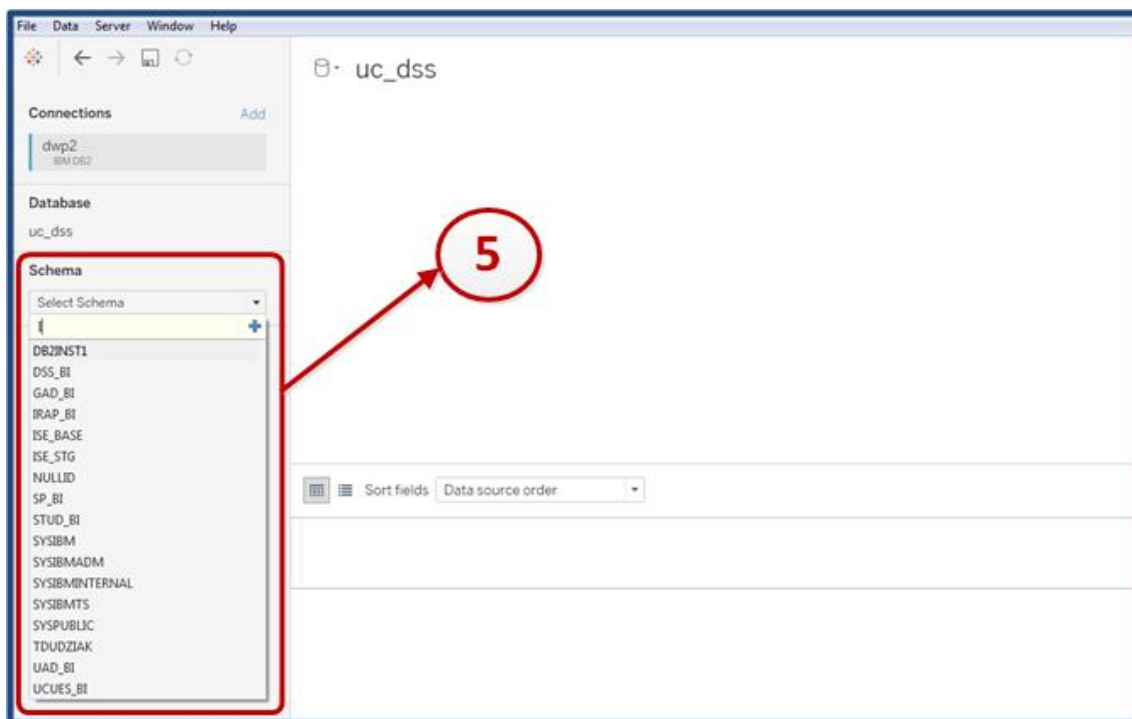 File Data Server Window Help
uc_dss
Connections Add
dwp2
IBM DB2
Database
uc_dss
Schema
Select Schema
I
DB2INST1
DSS_BI
GAD_BI
IRAP_BI
ISE_BASE
ISE_STG
NULLID
SP_BI
STUD_BI
SYSIBM
SYSIBMADM
SYSIBMINTERNAL
SYSIBMTS
SYSPUBLIC
TDUDZIAK
UAD_BI
UCUES_BI
5
Sort fields Data source order